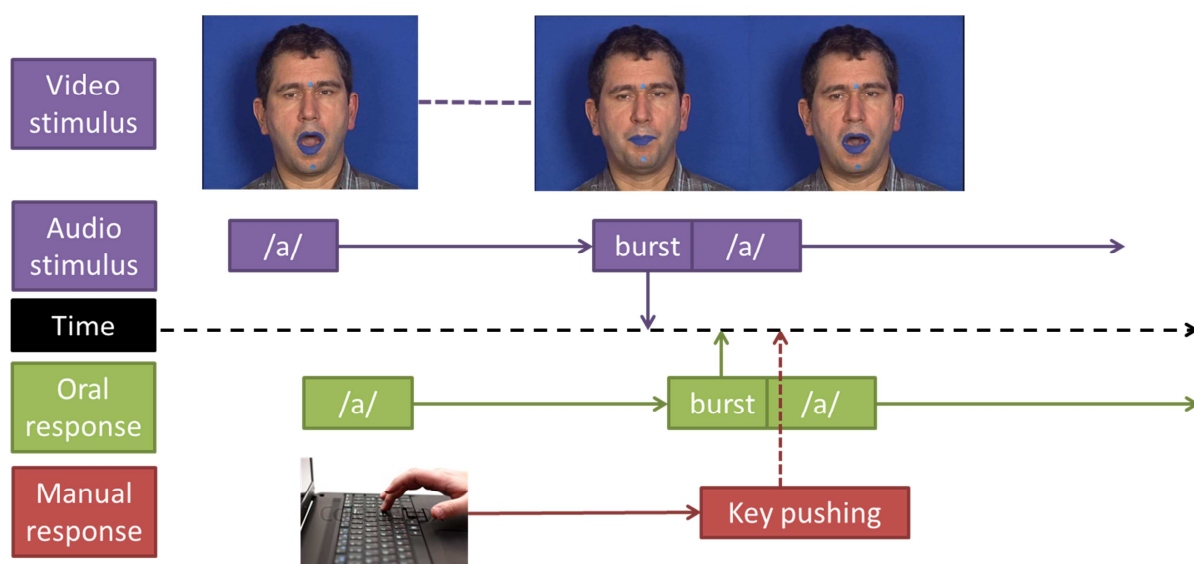 Video
stimulus
Audio
stimulus
/a/
burst
/a/
Time
Oral
response
/a/
burst
/a/
Manual
response
Key pushing